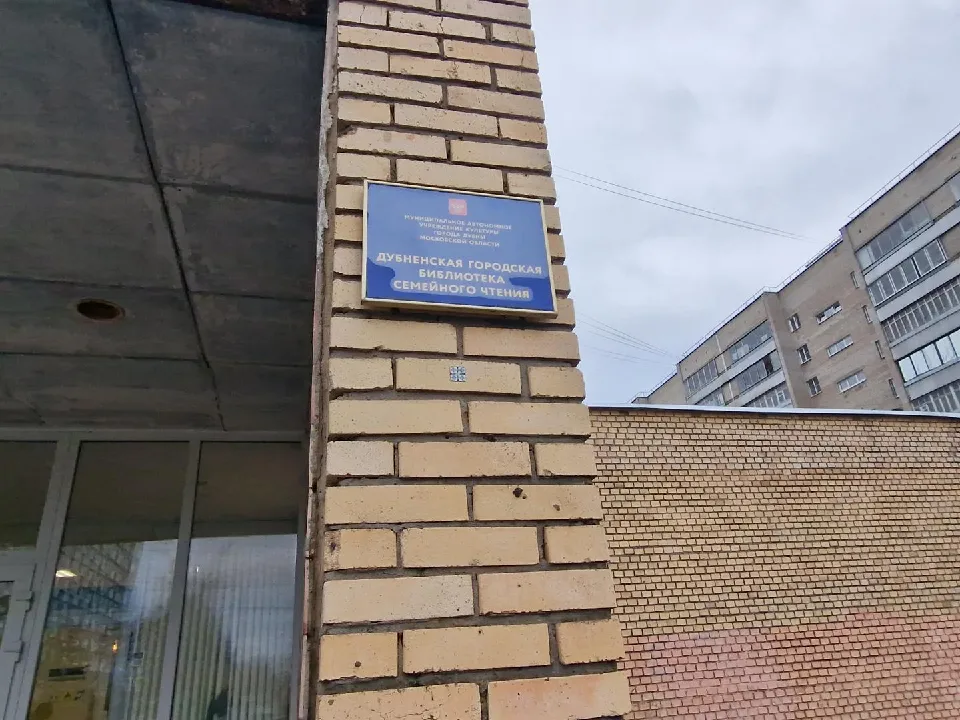 МУНИЦИПАЛЬНОЕ АВТОНОМНОЕ
УЧРЕЖДЕНИЕ КУЛЬТУРЫ
ГОРОДА ДУБНЫ
МОСКОВСКОЙ ОБЛАСТИ
ДУБНЕНСКАЯ ГОРОДСКАЯ
БИБЛИОТЕКА
СЕМЕЙНОГО ЧТЕНИЯ